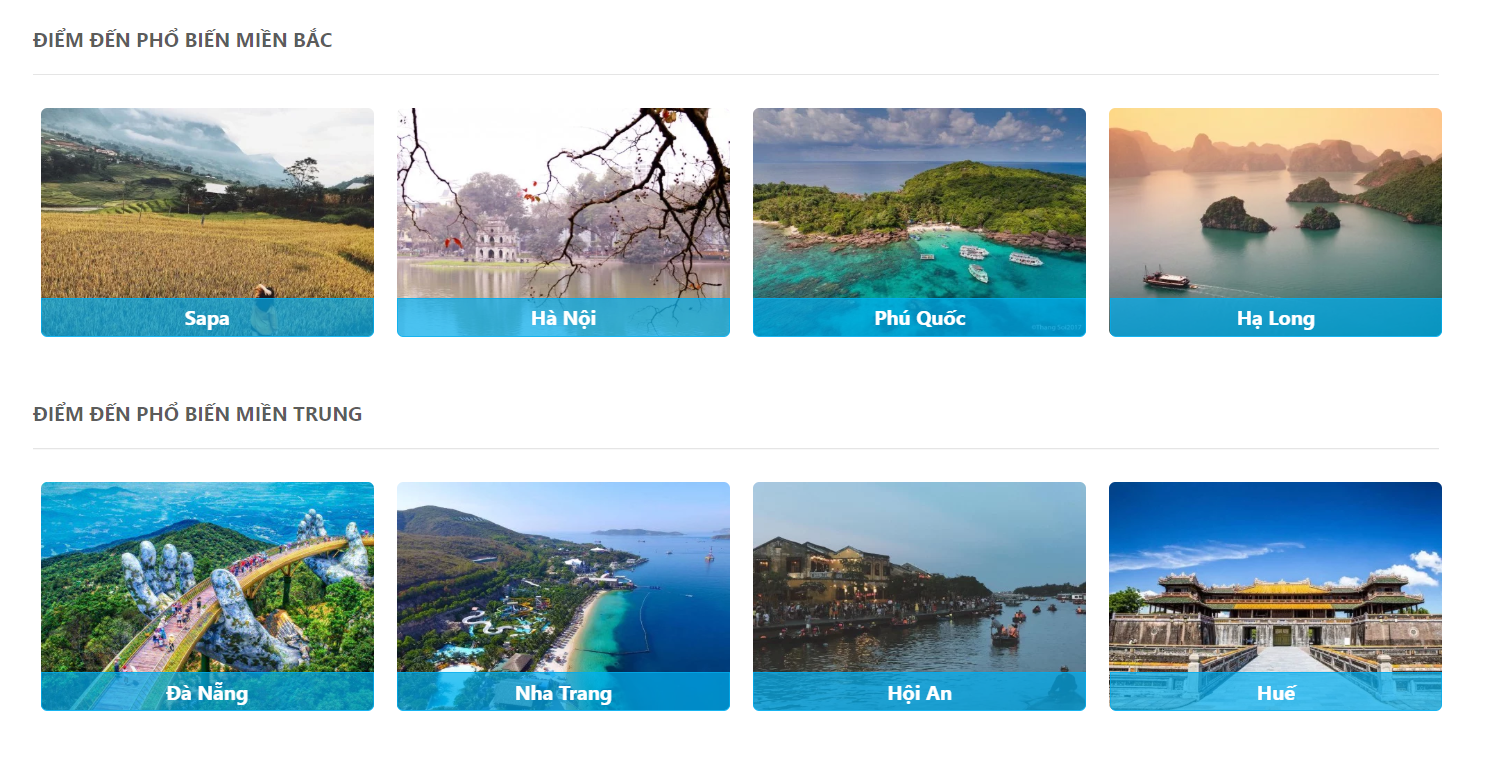 ĐIỂM ĐẾN PHỔ BIẾN MIỀN BẮC
Sapa
Hà Nội
Phú Quốc
Hạ Long
ĐIỂM ĐẾN PHỔ BIẾN MIỀN TRUNG
Đà Nẵng
Nha Trang
Hội An
Huế